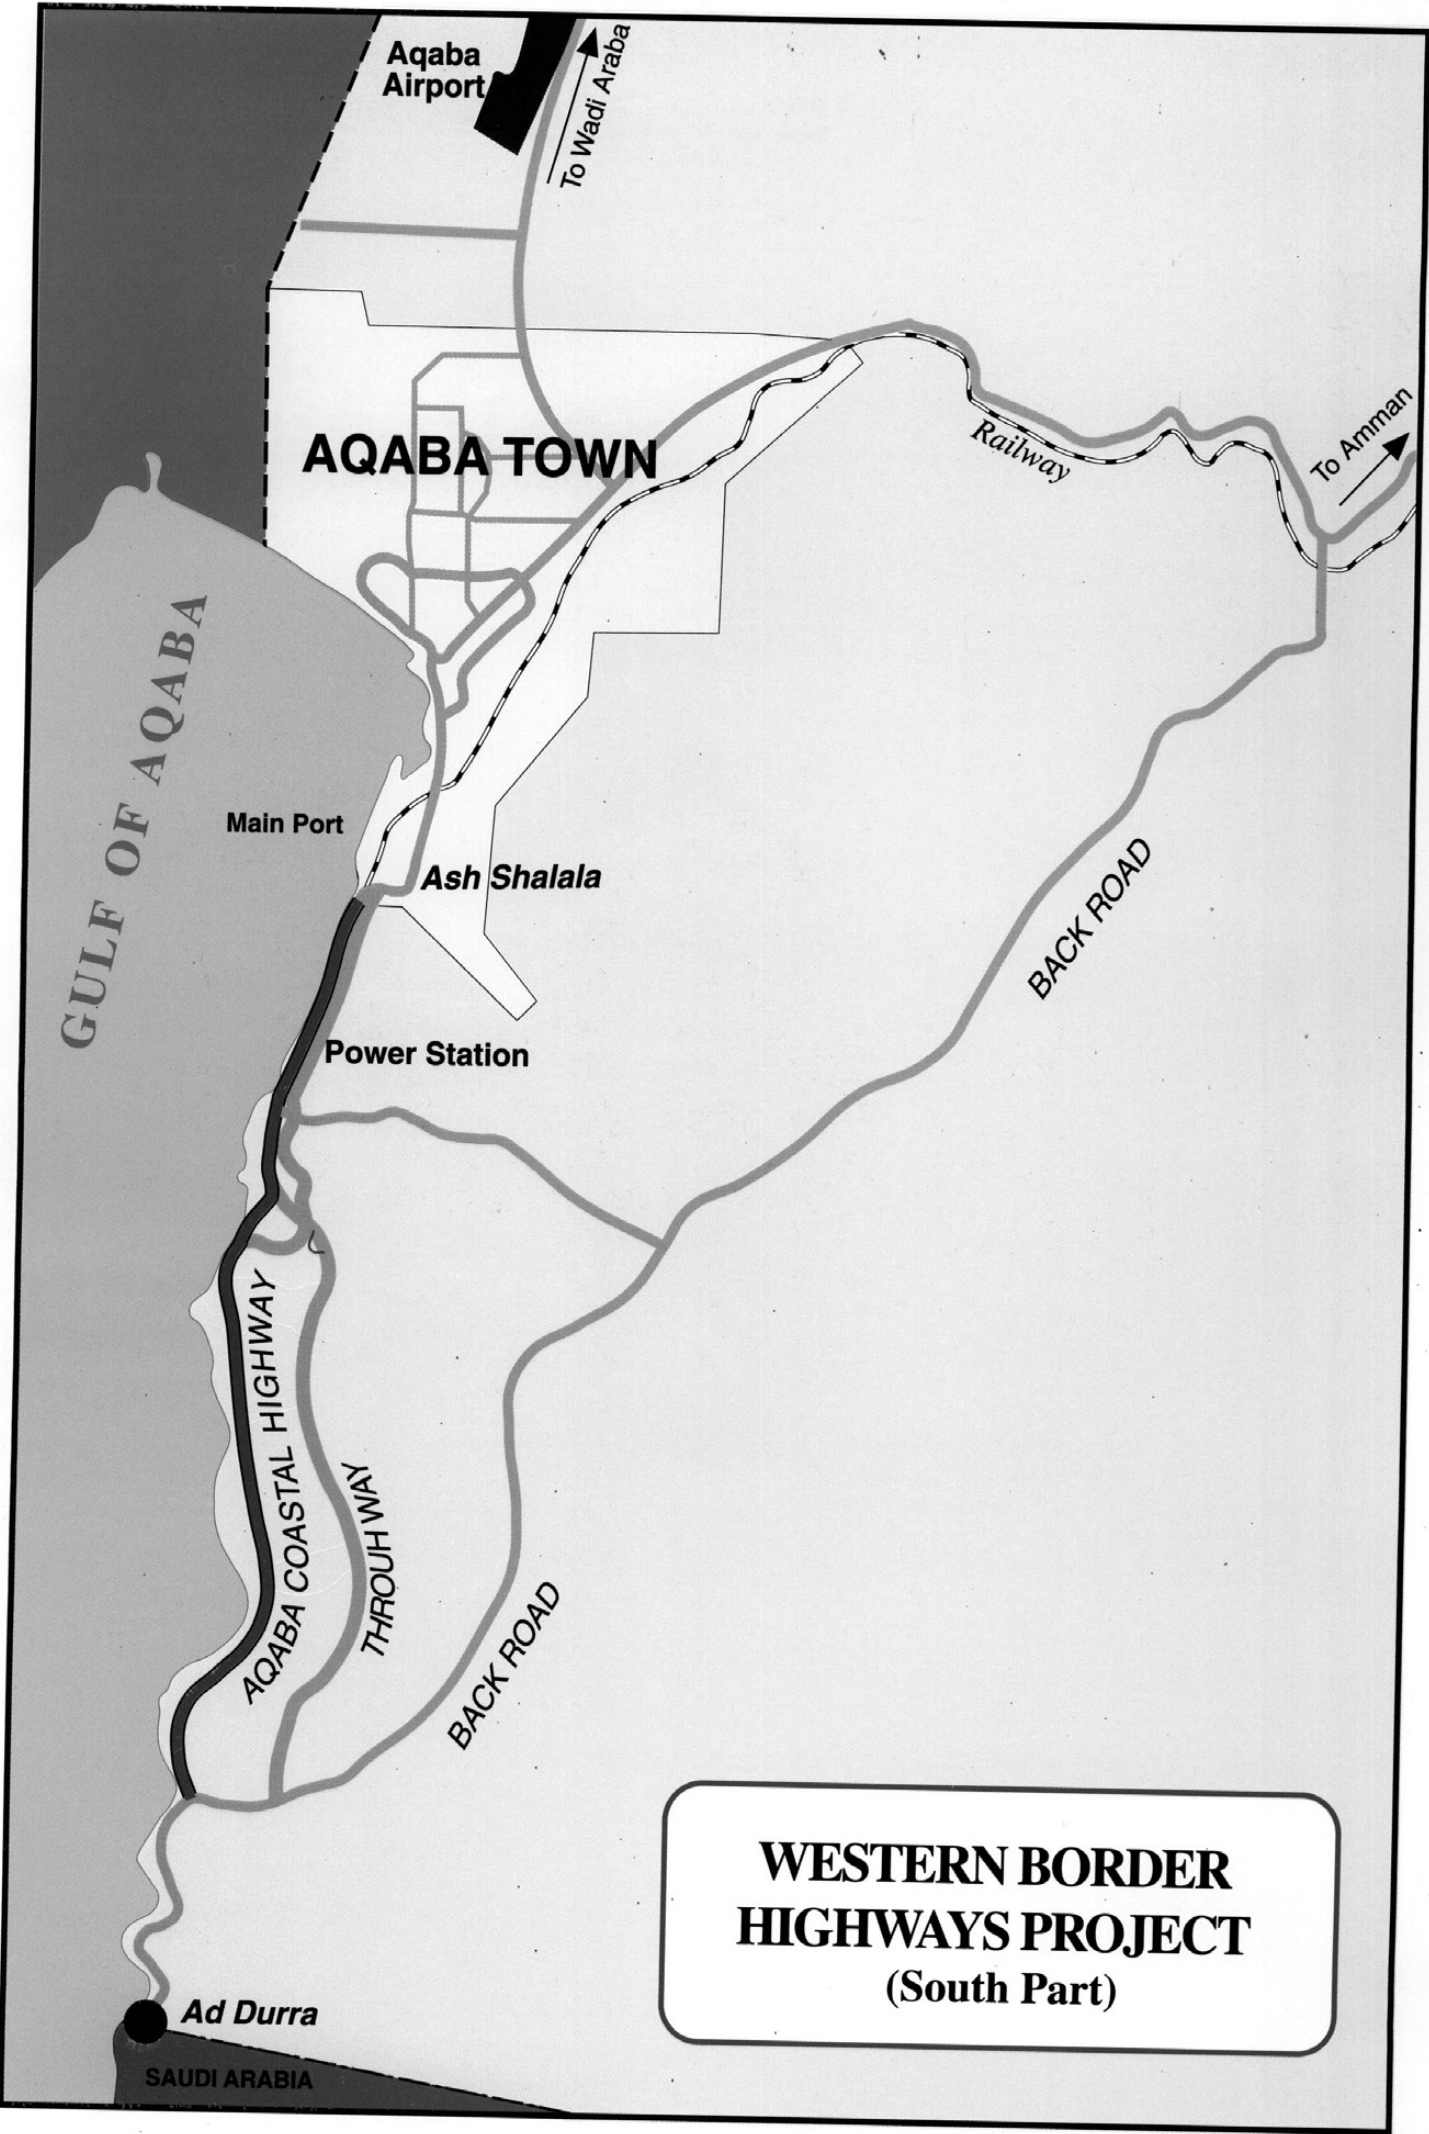 Aqaba
Airport
To Wadi Araba
AQABA TOWN
Railway
To Amman
GULF OF AQABA
Main Port
Ash Shalala
BACK ROAD
Power Station
AQABA COASTAL HIGHWAY
THROUH WAY
BACK ROAD
WESTERN BORDER
HIGHWAYS PROJECT
(South Part)
Ad Durra
SAUDI ARABIA